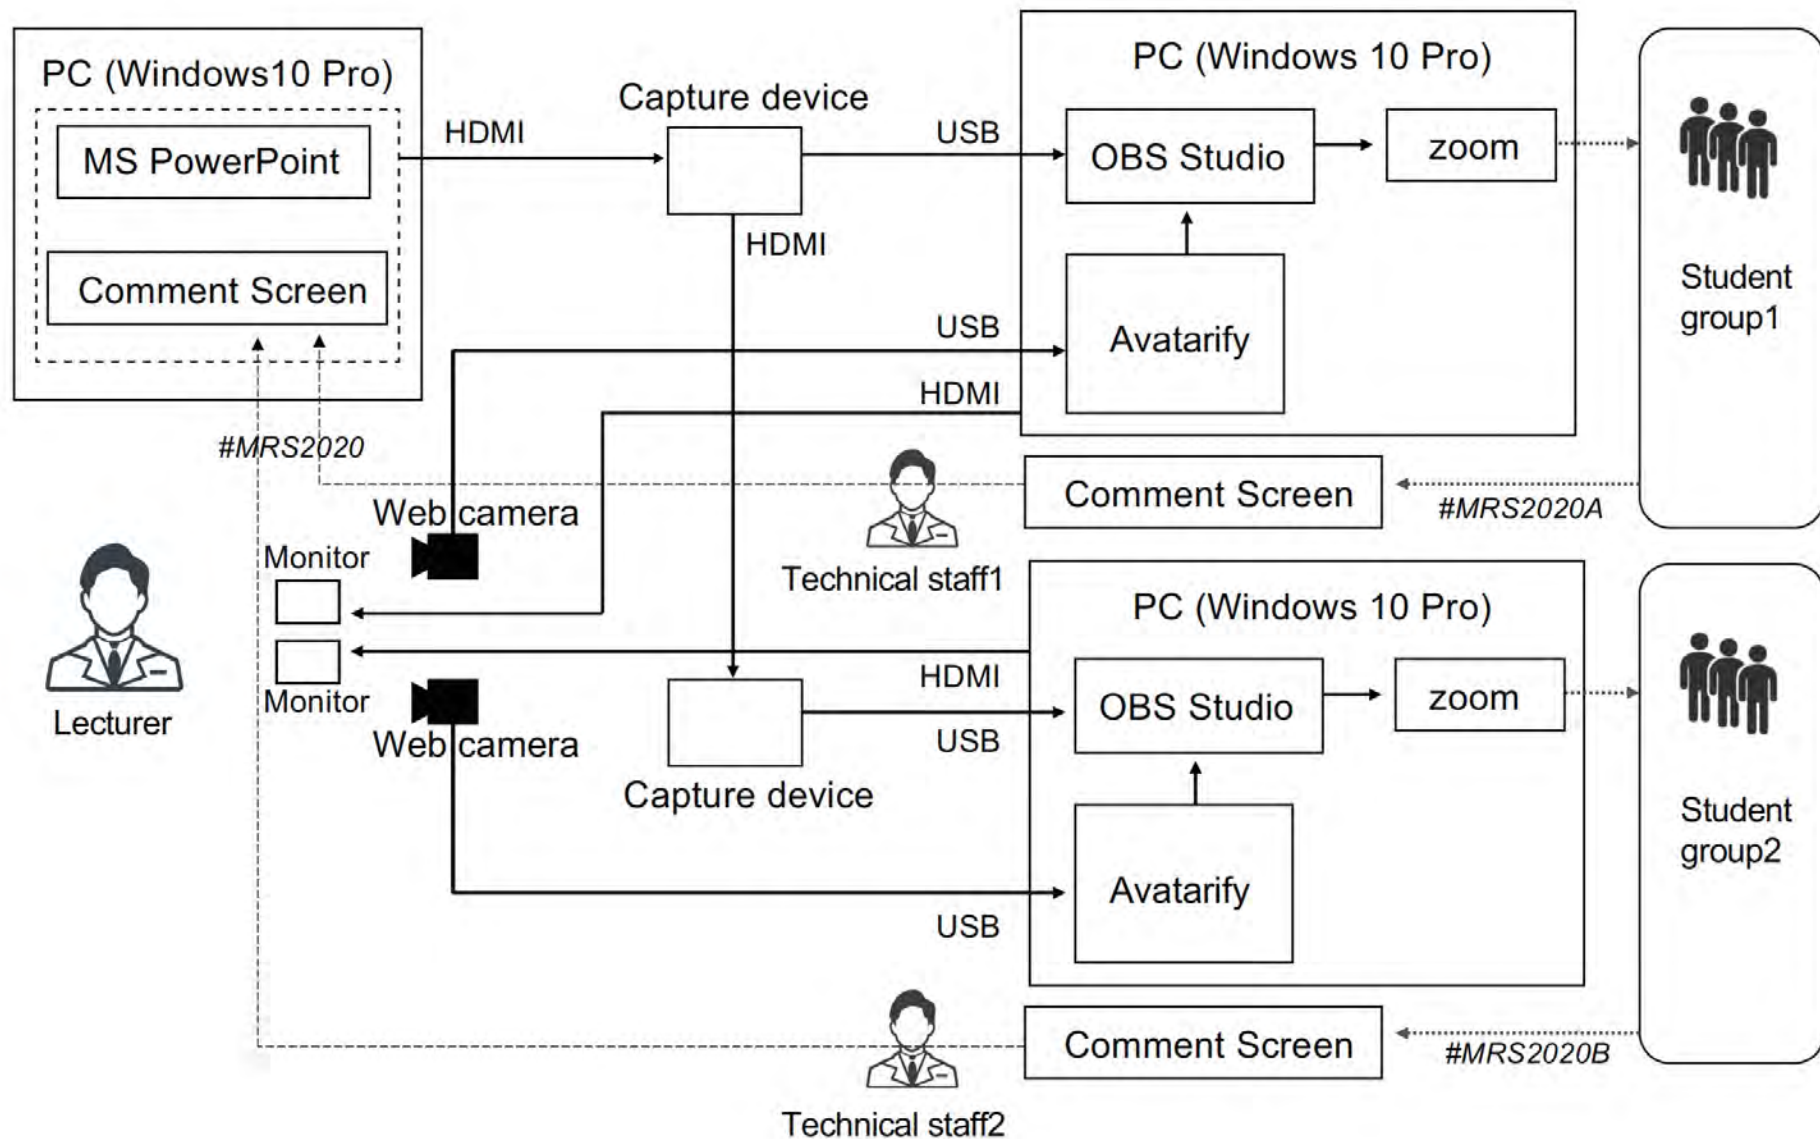 PC (Windows10 Pro)
MS PowerPoint
Comment Screen
HDMI
Capture device
HDMI
USB
PC (Windows 10 Pro)
OBS Studio
zoom
Avatarify
USB
HDMI
Student
group1
#MRS2020
Comment Screen
#MRS2020A
Technical staff1
Web camera
Monitor
Monitor
Web camera
Lecturer
Capture device
HDMI
USB
PC (Windows 10 Pro)
OBS Studio
zoom
Avatarify
USB
Student
group2
Comment Screen
#MRS2020B
Technical staff2